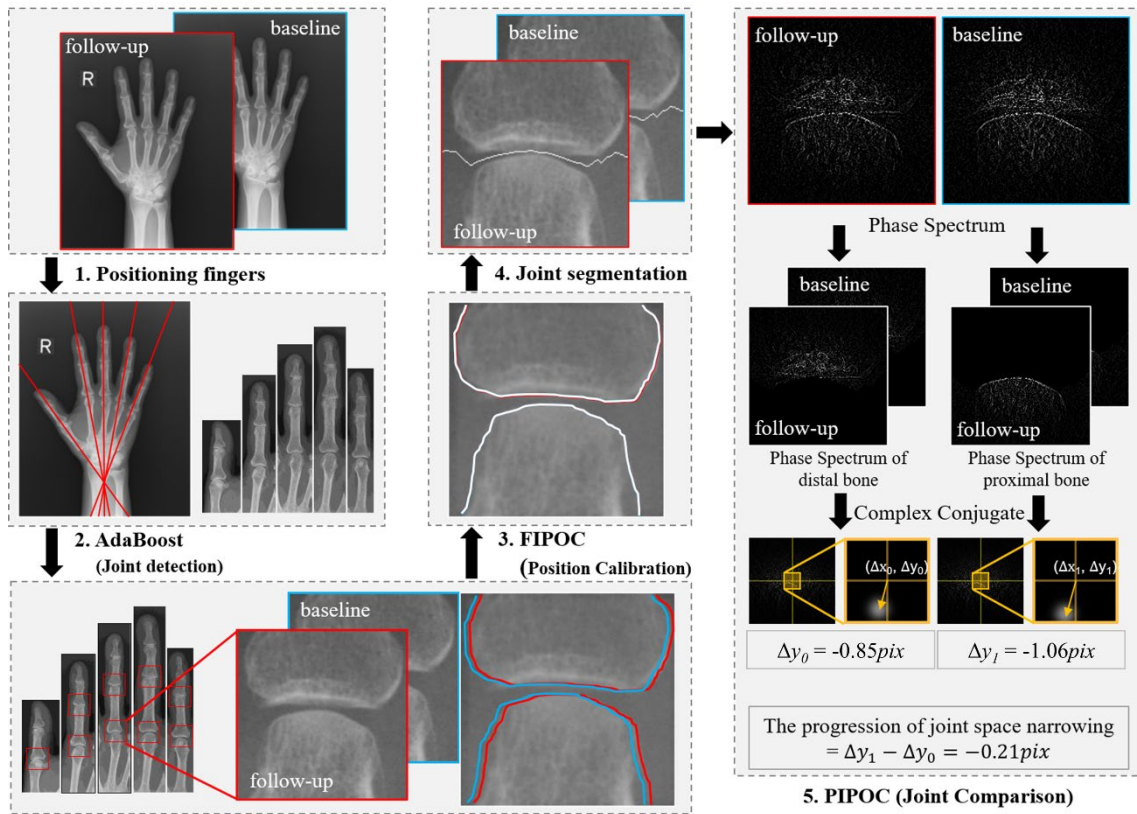 follow-up
baseline
R
1. Positioning fingers
R
2. AdaBoost
(Joint detection)
baseline
follow-up
3. FIPOC
(Position Calibration)
4. Joint segmentation
baseline
follow-up
follow-up
baseline
Phase Spectrum
baseline
follow-up
baseline
follow-up
Phase Spectrum of
distal bone
Phase Spectrum of
proximal bone
Complex Conjugate
(Δx₀, Δy₀)
(Δx₁, Δy₁)
Δy₀ = -0.85pix
Δy₁ = -1.06pix
The progression of joint space narrowing
= Δy₁ − Δy₀ = −0.21pix
5. PIPOC (Joint Comparison)